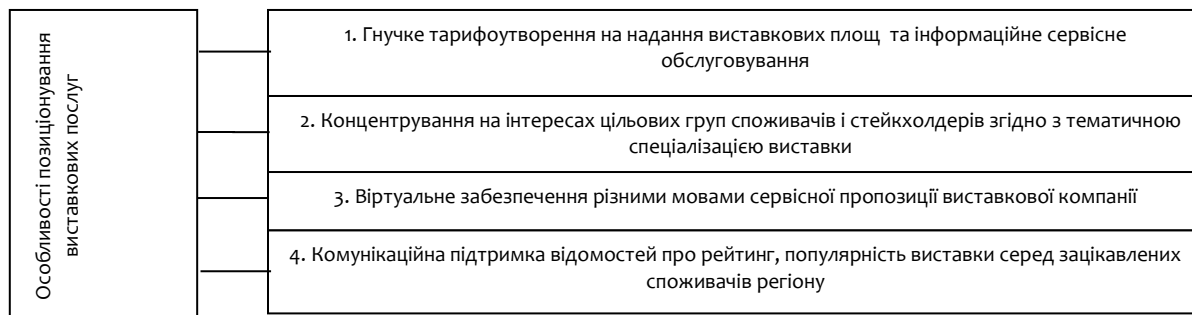 Особливості позиціонування
виставкових послуг
1. Гнучке тарифоутворення на надання виставкових площ та інформаційне сервісне
обслуговування
2. Концентрування на інтересах цільових груп споживачів і стейкхолдерів згідно з тематичною
спеціалізацією виставки
3. Віртуальне забезпечення різними мовами сервісної пропозиції виставкової компанії
4. Комунікаційна підтримка відомостей про рейтинг, популярність виставки серед зацікавлених
споживачів регіону